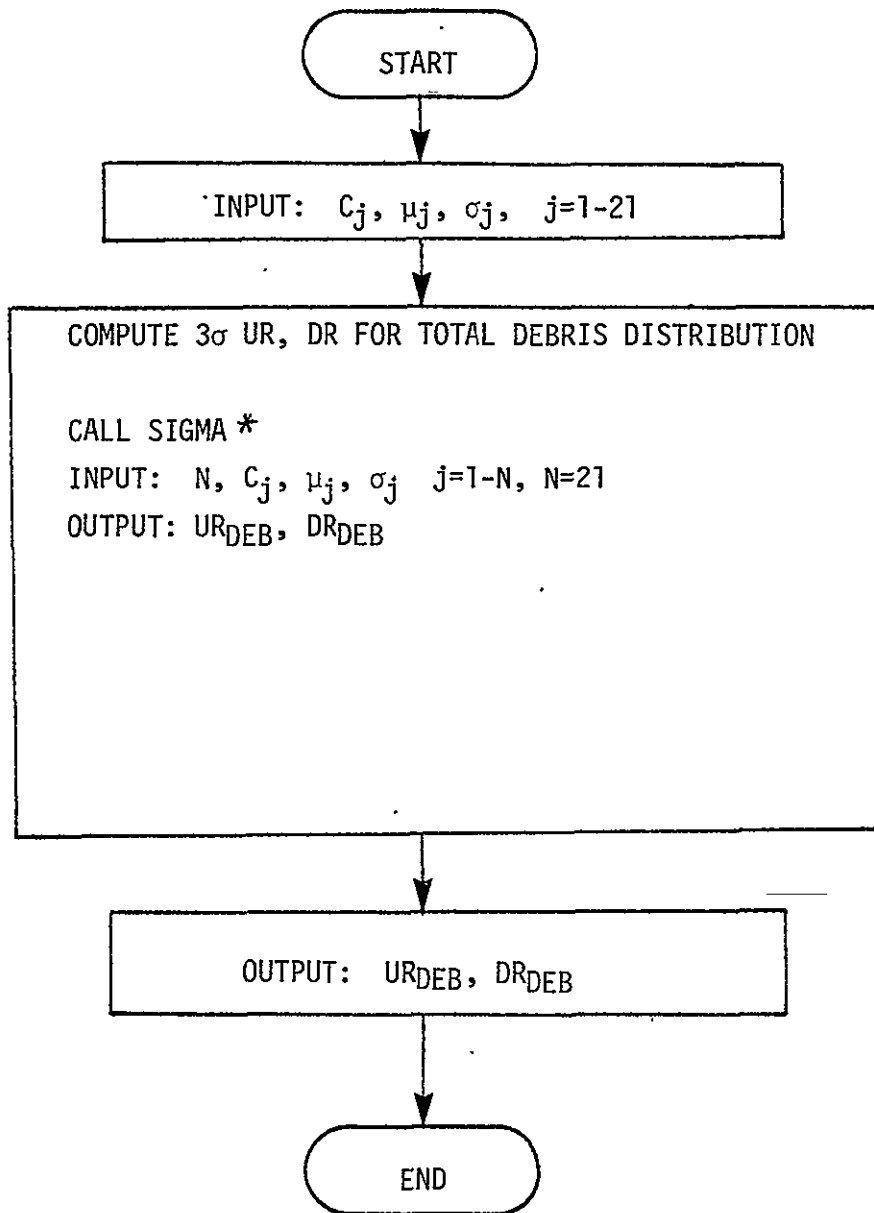 START
INPUT: Cj, μj, σj, j=1-21
COMPUTE 3σ UR, DR FOR TOTAL DEBRIS DISTRIBUTION
CALL SIGMA *
INPUT: N, Cj, μj, σj j=1-N, N=21
OUTPUT: URDEB, DRDEB
OUTPUT: URDEB, DRDEB
END